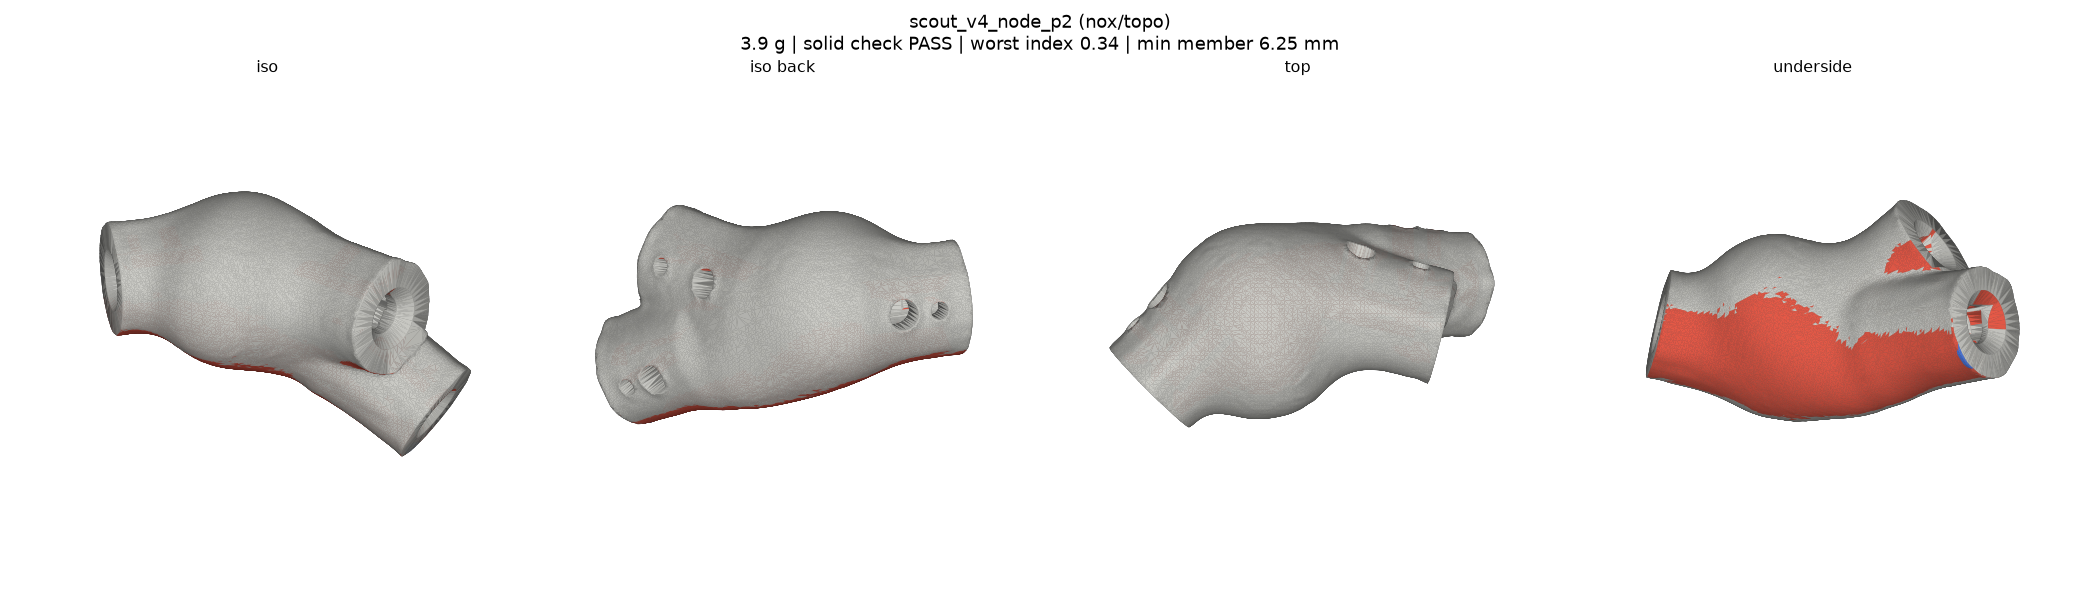 scout_v4_node_p2 (nox/topo)
3.9 g | solid check PASS | worst index 0.34 | min member 6.25 mm
iso
iso back
top
underside